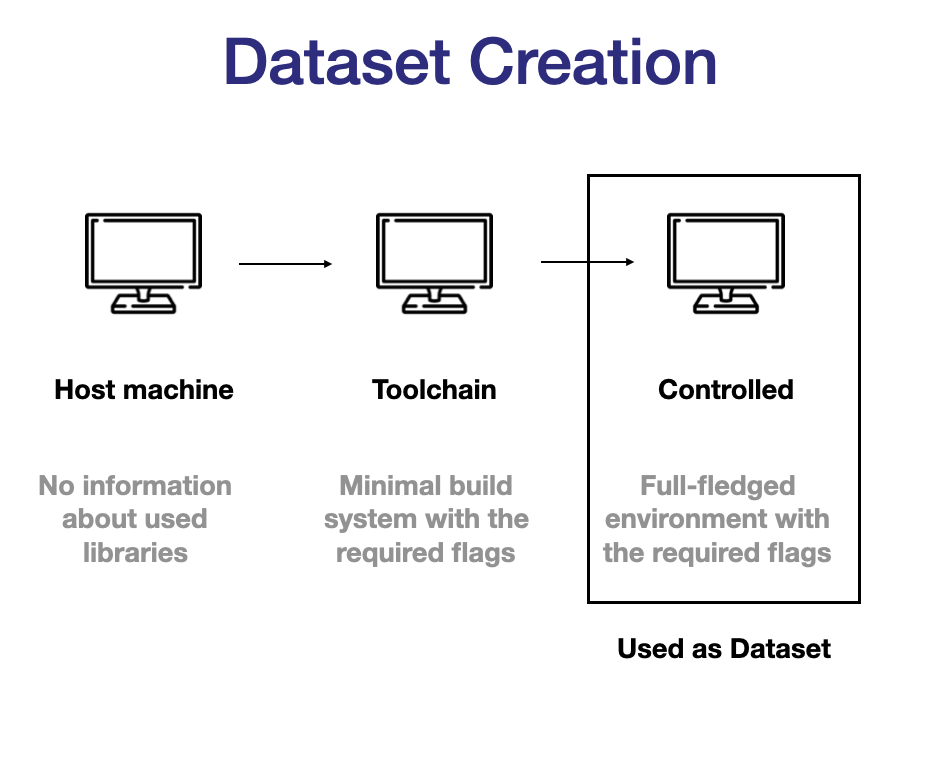 Dataset Creation
Host machine
Toolchain
Controlled
No information
about used
libraries
Minimal build
system with the
required flags
Full-fledged
environment with
the required flags
Used as Dataset